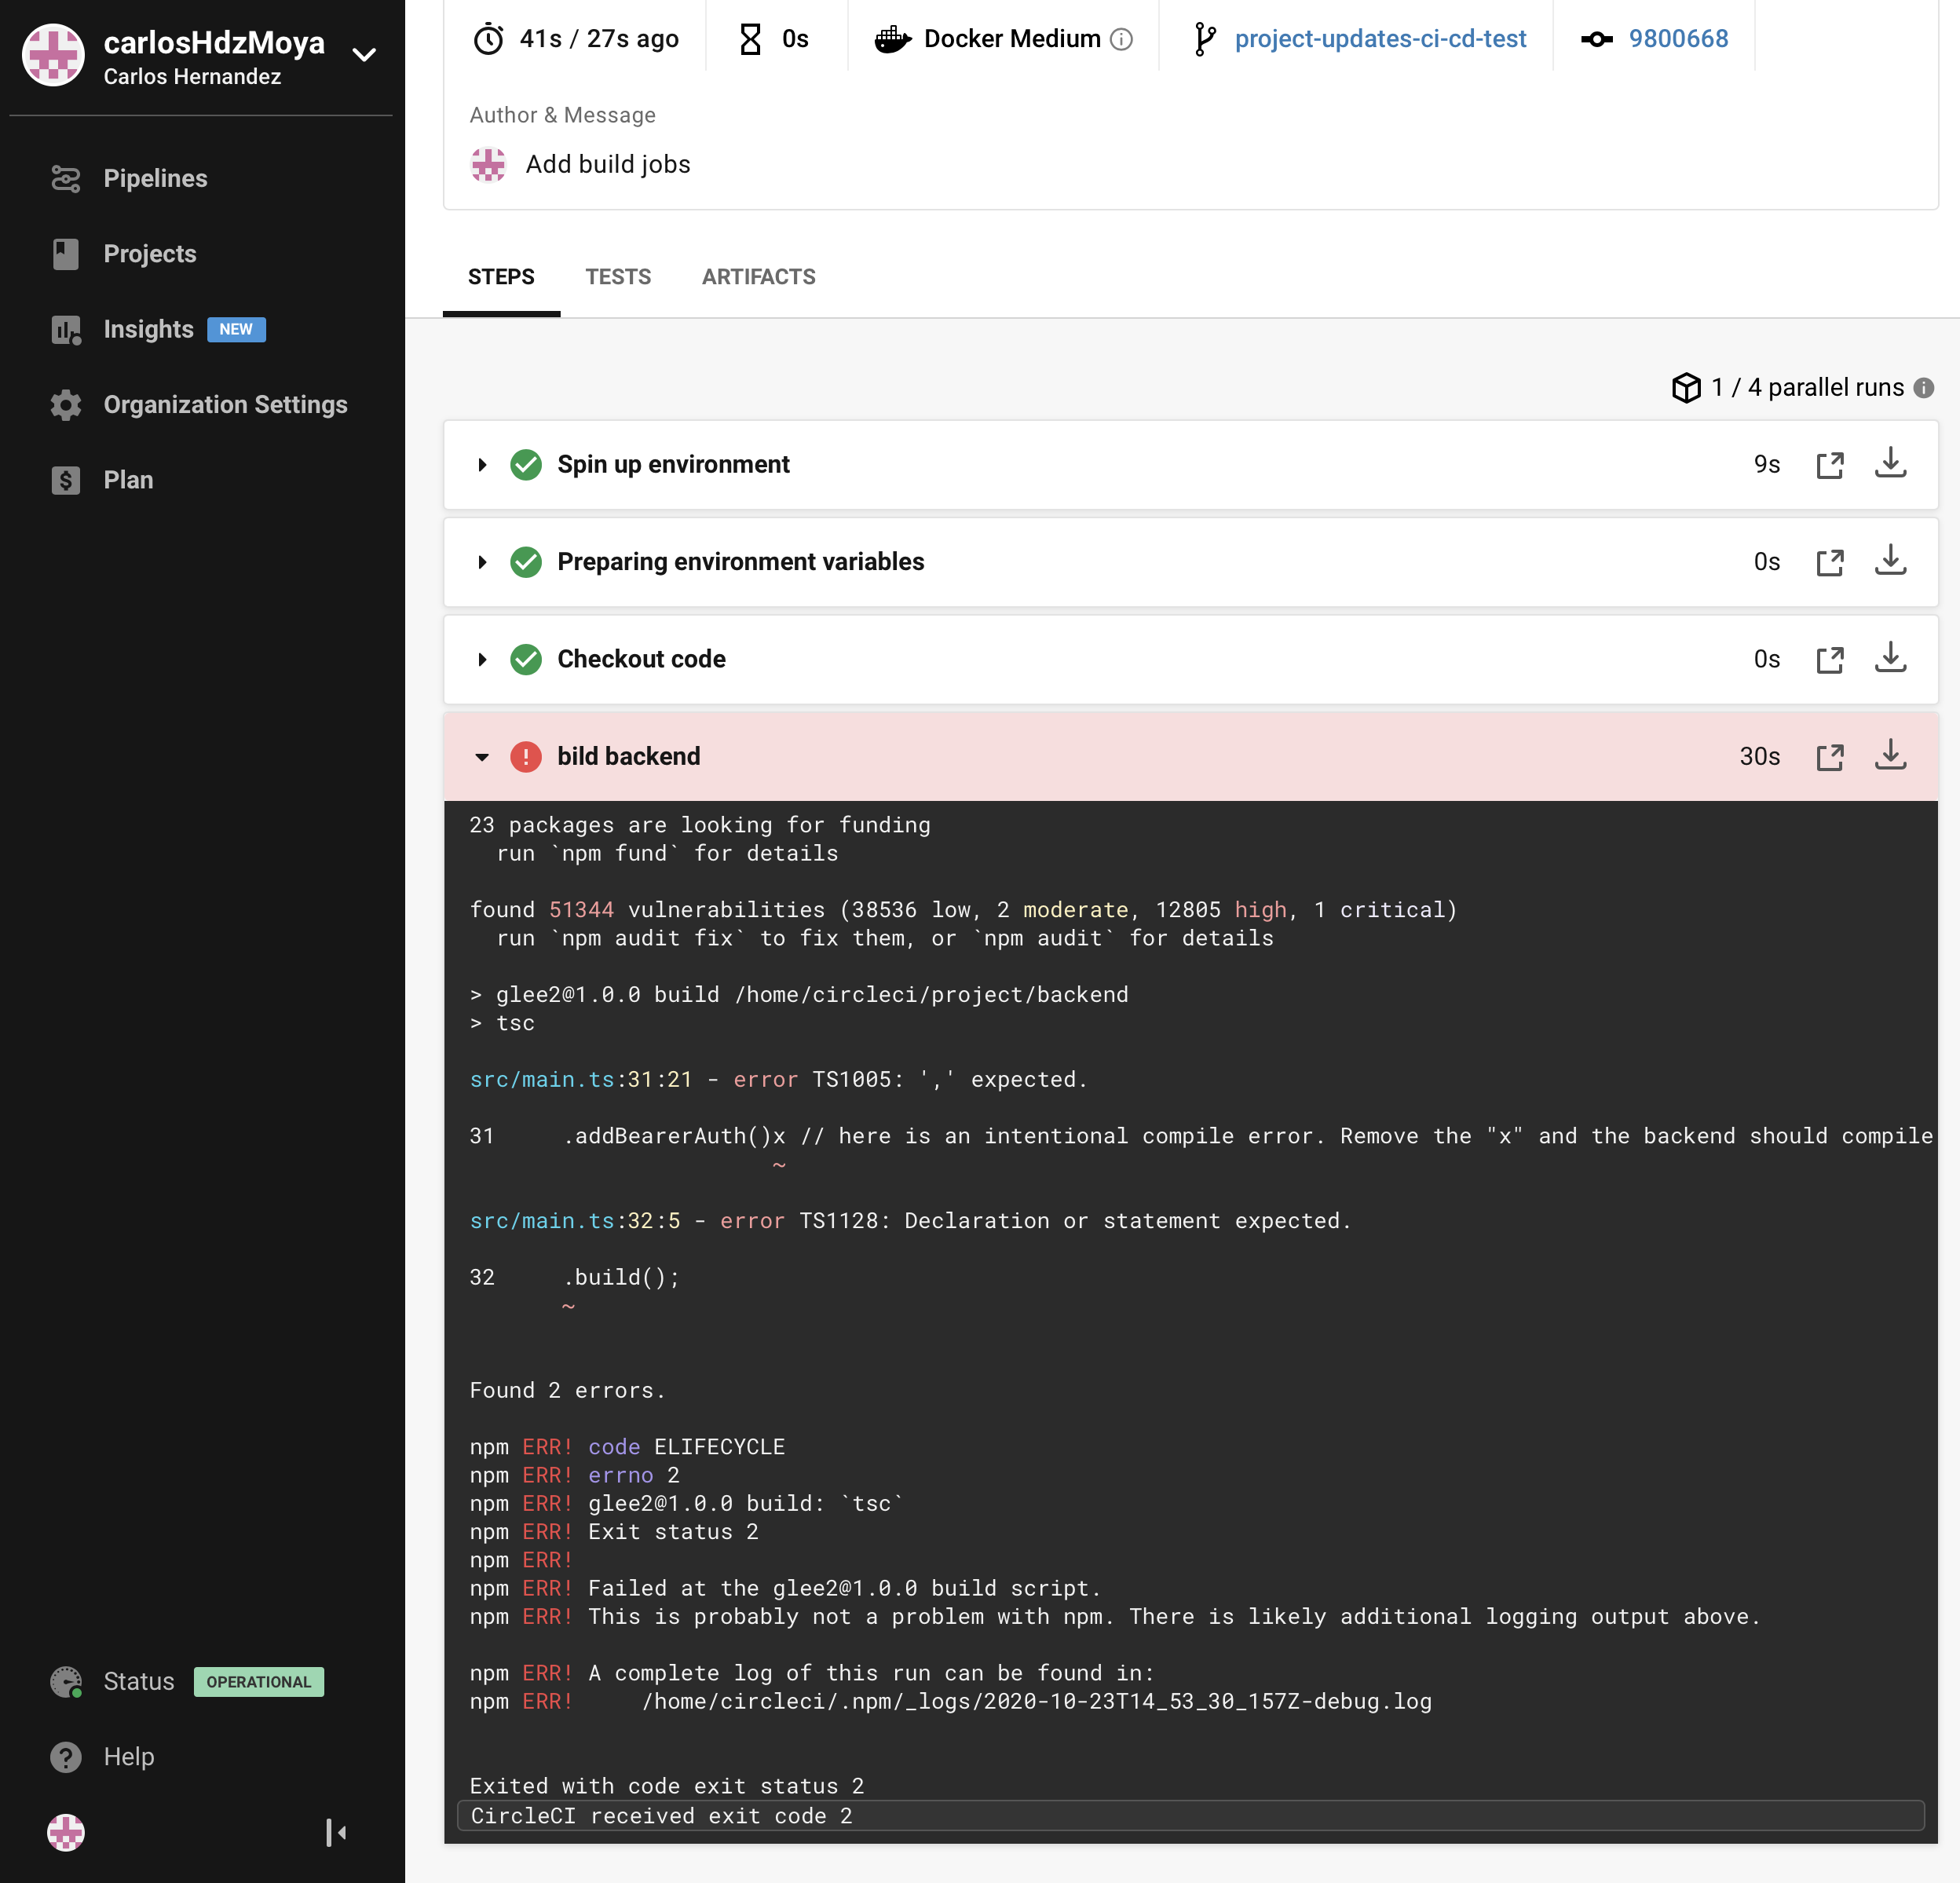 carlosHdzMoya
Carlos Hernandez
Pipelines
Projects
Insights NEW
Organization Settings
Plan
Status OPERATIONAL
Help
41s / 27s ago 0s Docker Medium project-updates-ci-cd-test 9800668
Author & Message
Add build jobs
STEPS TESTS ARTIFACTS
1 / 4 parallel runs
Spin up environment 9s
Preparing environment variables 0s
Checkout code 0s
bild backend 30s
23 packages are looking for funding
run `npm fund` for details
found 51344 vulnerabilities (38536 low, 2 moderate, 12805 high, 1 critical)
run `npm audit fix` to fix them, or `npm audit` for details
> glee2@1.0.0 build /home/circleci/project/backend
> tsc
src/main.ts:31:21 - error TS1005: ',' expected.
31 .addBearerAuth()x // here is an intentional compile error. Remove the "x" and the backend should compile
~
src/main.ts:32:5 - error TS1128: Declaration or statement expected.
32 .build();
~
Found 2 errors.
npm ERR! code ELIFECYCLE
npm ERR! errno 2
npm ERR! glee2@1.0.0 build: `tsc`
npm ERR! Exit status 2
npm ERR!
npm ERR! Failed at the glee2@1.0.0 build script.
npm ERR! This is probably not a problem with npm. There is likely additional logging output above.
npm ERR! A complete log of this run can be found in:
npm ERR! /home/circleci/.npm/_logs/2020-10-23T14_53_30_157Z-debug.log
Exited with code exit status 2
CircleCI received exit code 2